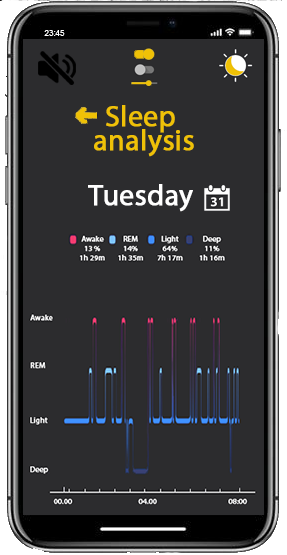 23:45
Sleep
analysis
Tuesday 31
Awake REM Light Deep
13 % 14% 64% 11%
1h 29m 1h 35m 7h 17m 1h 16m
Awake
REM
Light
Deep
00.00 04.00 08:00